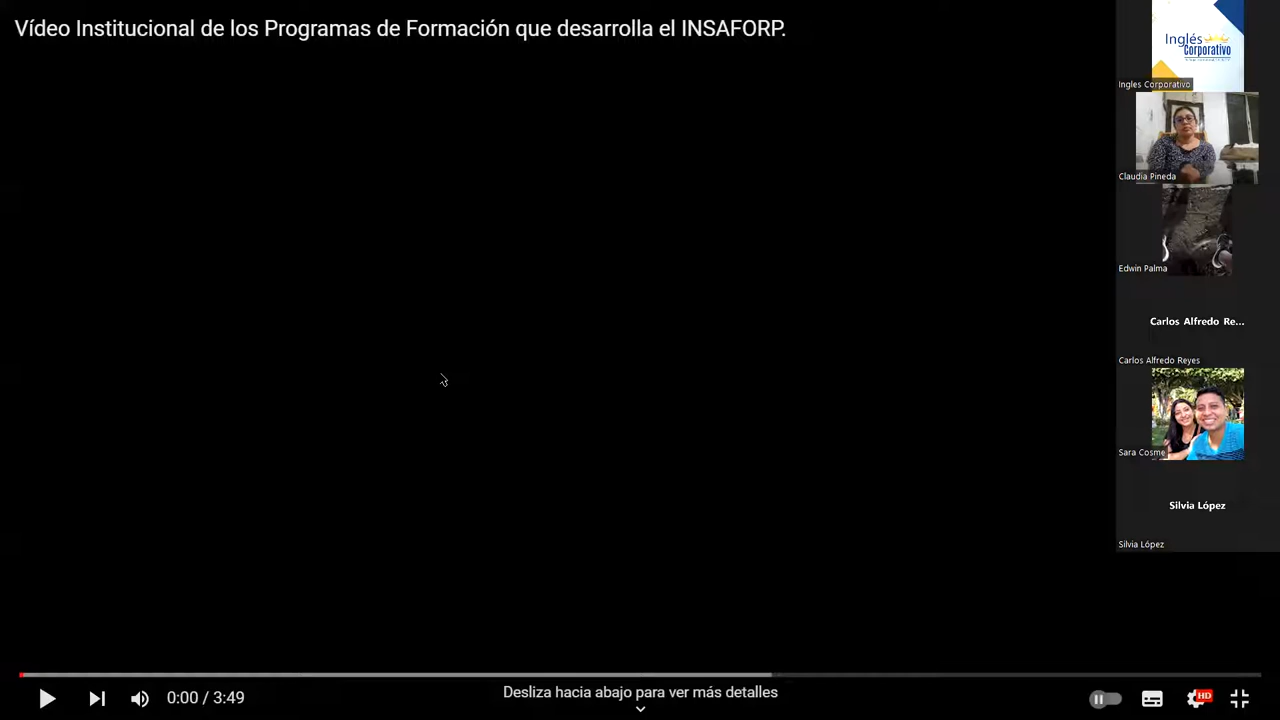 Vídeo Institucional de los Programas de Formación que desarrolla el INSAFORP.
Inglés
Corporativo
Ingles Corporativo
Claudia Pineda
Edwin Palma
Carlos Alfredo Re...
Carlos Alfredo Reyes
Sara Cosme
Silvia López
Silvia López
0:00 / 3:49
Desliza hacia abajo para ver más detalles
HD